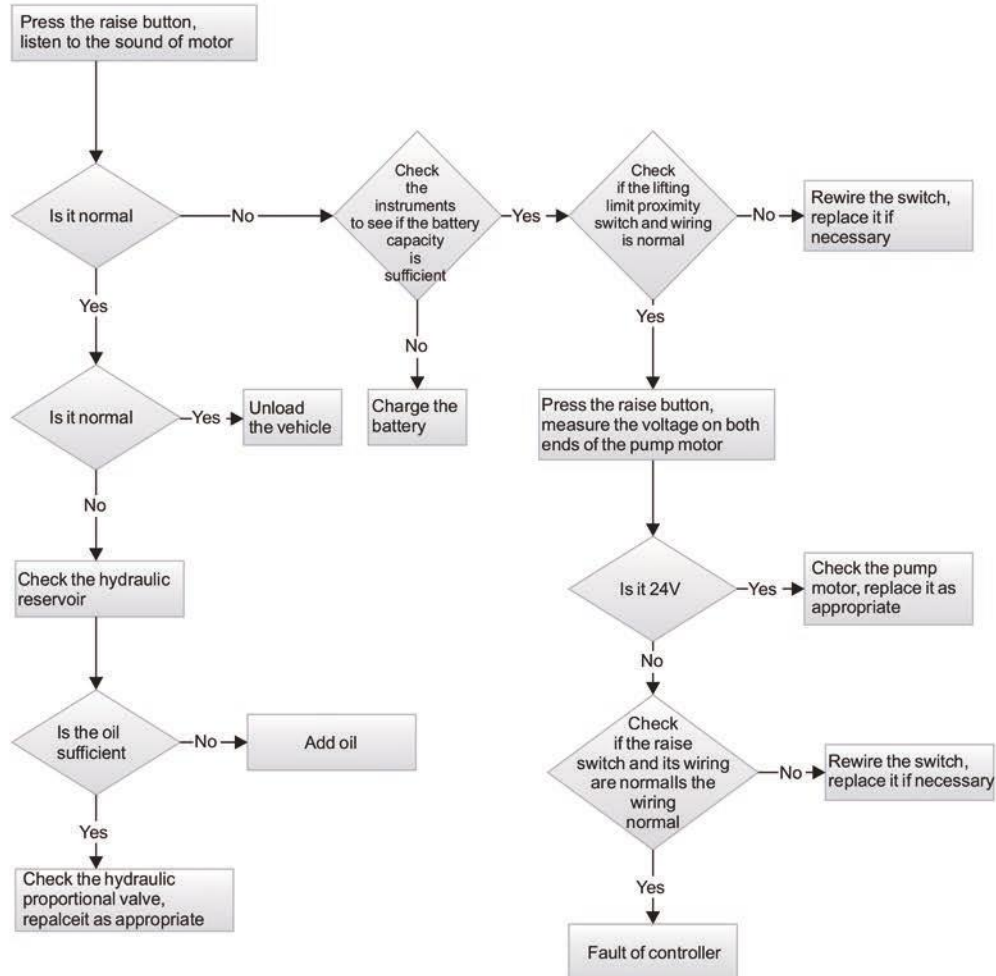 Press the raise button,
listen to the sound of motor
Is it normal
No
Check
the
instruments
to see if the battery
capacity
is
sufficient
Yes
Check
if the lifting
limit proximity
switch and wiring
is normal
No
Rewire the switch,
replace it if
necessary
Yes
No
Yes
Is it normal
Yes
Unload
the vehicle
Charge the
battery
Press the raise button,
measure the voltage on both
ends of the pump motor
No
Check the hydraulic
reservoir
Is it 24V
Yes
Check the pump
motor, replace it as
appropriate
No
Is the oil
sufficient
No
Add oil
Check
if the raise
switch and its wiring
are normalls the
wiring
normal
No
Rewire the switch,
replace it if necessary
Yes
Check the hydraulic
proportional valve,
repalceit as appropriate
Yes
Fault of controller